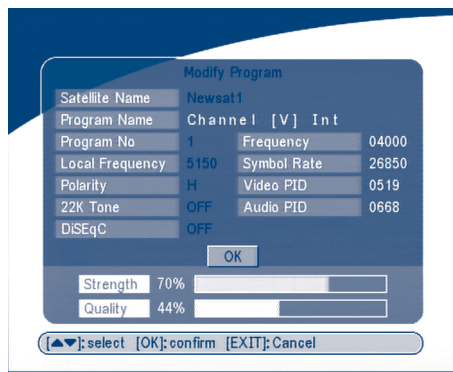 Modify Program
Satellite Name Newsat1
Program Name Channel [V] Int
Program No 1 Frequency 04000
Local Frequency 5150 Symbol Rate 26850
Polarity H Video PID 0519
22K Tone OFF Audio PID 0668
DiSEqC OFF
OK
Strength 70%
Quality 44%
[▲▼]: select [OK]: confirm [EXIT]: Cancel